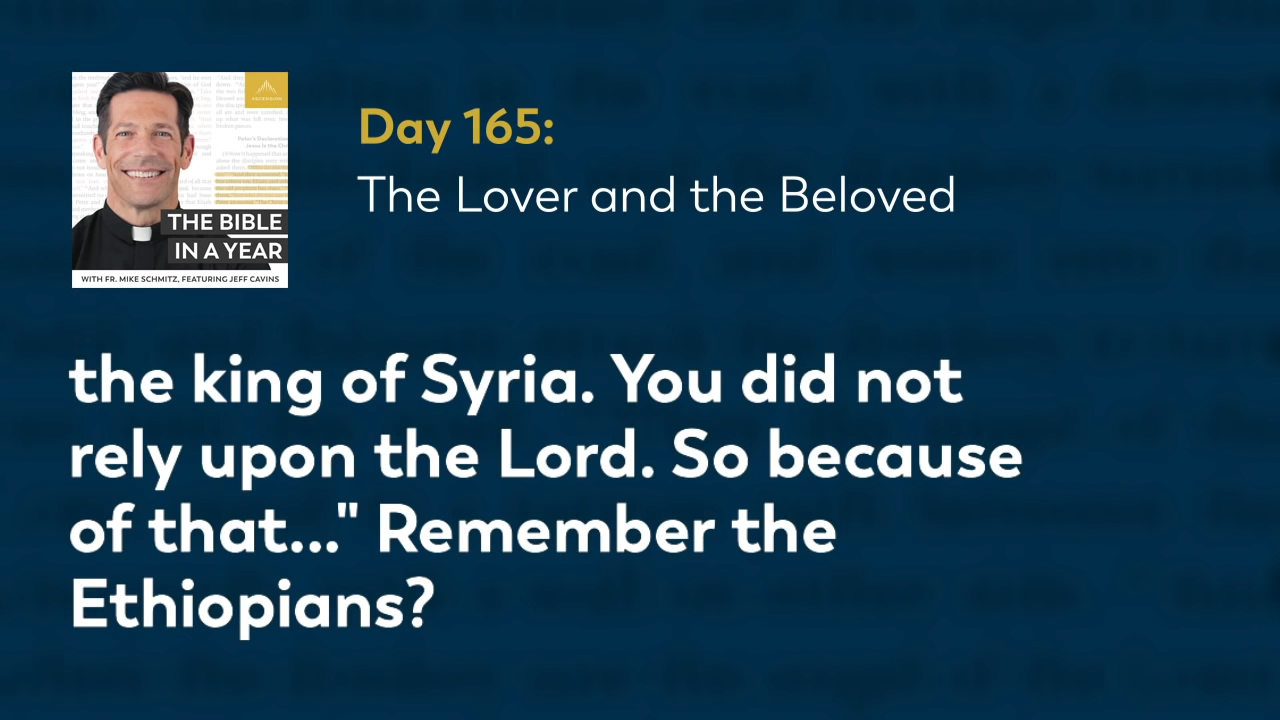 Day 165:
The Lover and the Beloved
THE BIBLE
IN A YEAR
WITH FR. MIKE SCHMITZ, FEATURING JEFF CAVINS
the king of Syria. You did not
rely upon the Lord. So because
of that..." Remember the
Ethiopians?